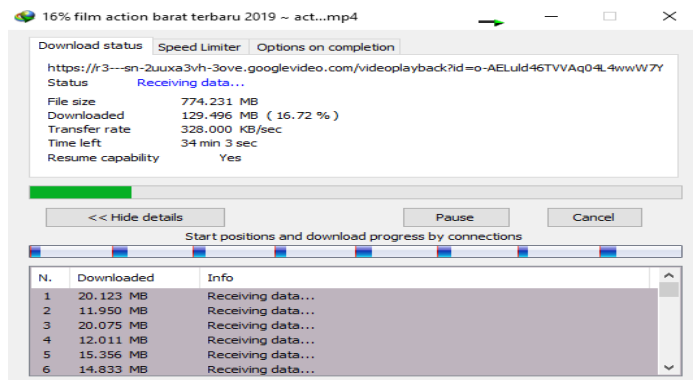 16% film action barat terbaru 2019 ~ act...mp4
Download status Speed Limiter Options on completion
https://r3---sn-2uuxa3vh-3ove.googlevideo.com/videoplayback?id=o-AELuld46TVVAq04L4wwW7Y
Status Receiving data...
File size 774.231 MB
Downloaded 129.496 MB ( 16.72 % )
Transfer rate 328.000 KB/sec
Time left 34 min 3 sec
Resume capability Yes
<< Hide details Pause Cancel
Start positions and download progress by connections
N. Downloaded Info
1 20.123 MB Receiving data...
2 11.950 MB Receiving data...
3 20.075 MB Receiving data...
4 12.011 MB Receiving data...
5 15.356 MB Receiving data...
6 14.833 MB Receiving data...